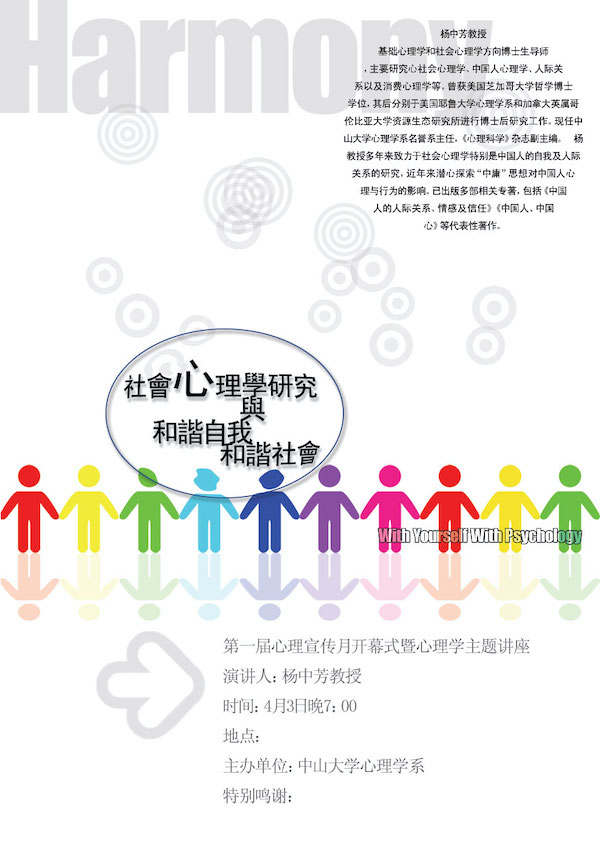 Harmony
杨中芳教授
基础心理学和社会心理学方向博士生导师
，主要研究心社会心理学、中国人心理学、人际关
系以及消费心理学等。曾获美国芝加哥大学哲学博士
学位，其后分别于美国耶鲁大学心理学系和加拿大英属哥
伦比亚大学资源生态研究所进行博士后研究工作。现任中
山大学心理学系名誉系主任，《心理科学》杂志副主编。 杨
教授多年来致力于社会心理学特别是中国人的自我及人际
关系的研究，近年来潜心探索“中庸”思想对中国人心
理与行为的影响。已出版多部相关专著，包括《中国
人的人际关系、情感及信任》《中国人、中国
心》等代表性著作。
社會心理學研究
與
和諧自我
和諧社會
With Yourself With Psychology
第一届心理宣传月开幕式暨心理学主题讲座
演讲人：杨中芳教授
时间：4月3日晚7：00
地点：
主办单位：中山大学心理学系
特别鸣谢：